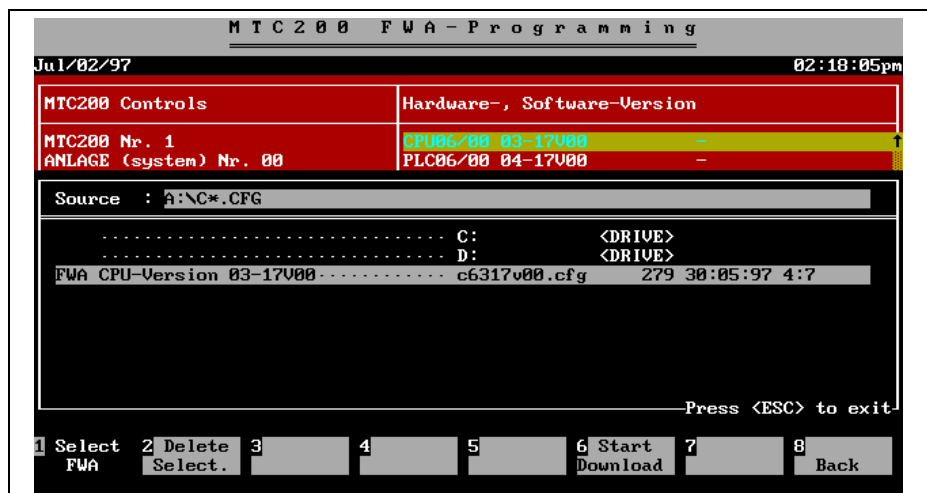 M T C 2 0 0   F W A - P r o g r a m m i n g
Jul/02/97 02:18:05pm
MTC200 Controls Hardware-, Software-Version
MTC200 Nr. 1 CPU06/00 03-17V00 -
ANLAGE (system) Nr. 00 PLC06/00 04-17V00 -
Source : A:\C*.CFG
································ C: <DRIVE>
································ D: <DRIVE>
FWA CPU-Version 03-17V00············ c6317v00.cfg 279 30:05:97 4:7
Press <ESC> to exit
1 Select 2 Delete 3 4 5 6 Start 7 8
FWA Select. Download Back